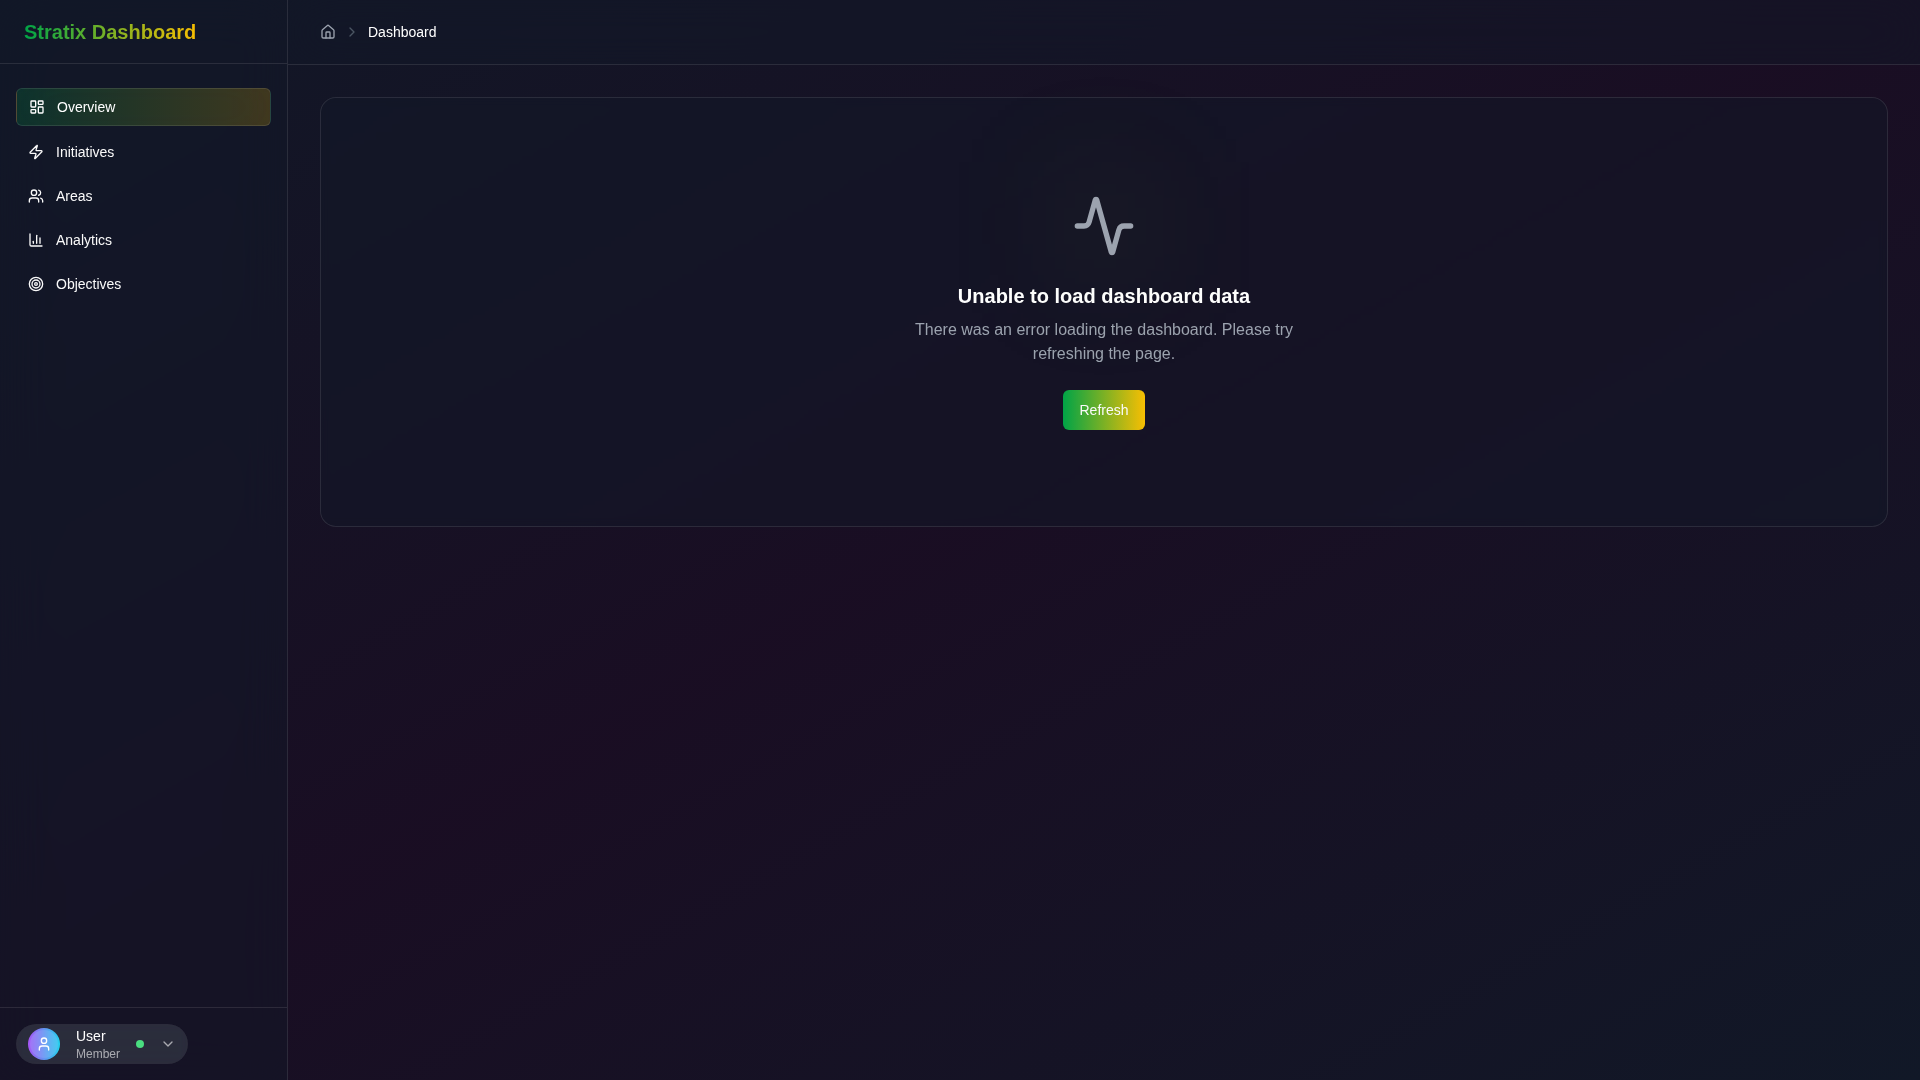 Stratix Dashboard
Dashboard
Overview
Initiatives
Areas
Analytics
Objectives
Unable to load dashboard data
There was an error loading the dashboard. Please try
refreshing the page.
Refresh
User
Member